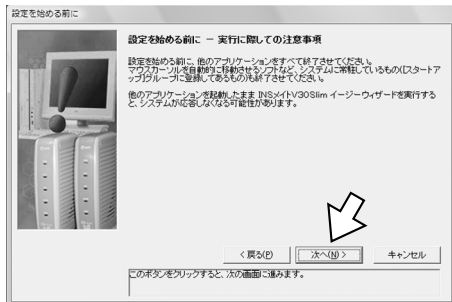 設定を始める前に
設定を始める前に － 実行に際しての注意事項
設定を始める前に、他のアプリケーションをすべて終了させてください。
マウスカーソルを自動的に移動させるソフトなど、システムに常駐しているもの([スタートア
ップ]グループに登録してあるもの)も終了させてください。
他のアプリケーションを起動したまま INSメイトV30Slim イージーウィザードを実行する
と、システムが応答しなくなる可能性があります。
< 戻る(P)
次へ(N) >
キャンセル
このボタンをクリックすると、次の画面に進みます。